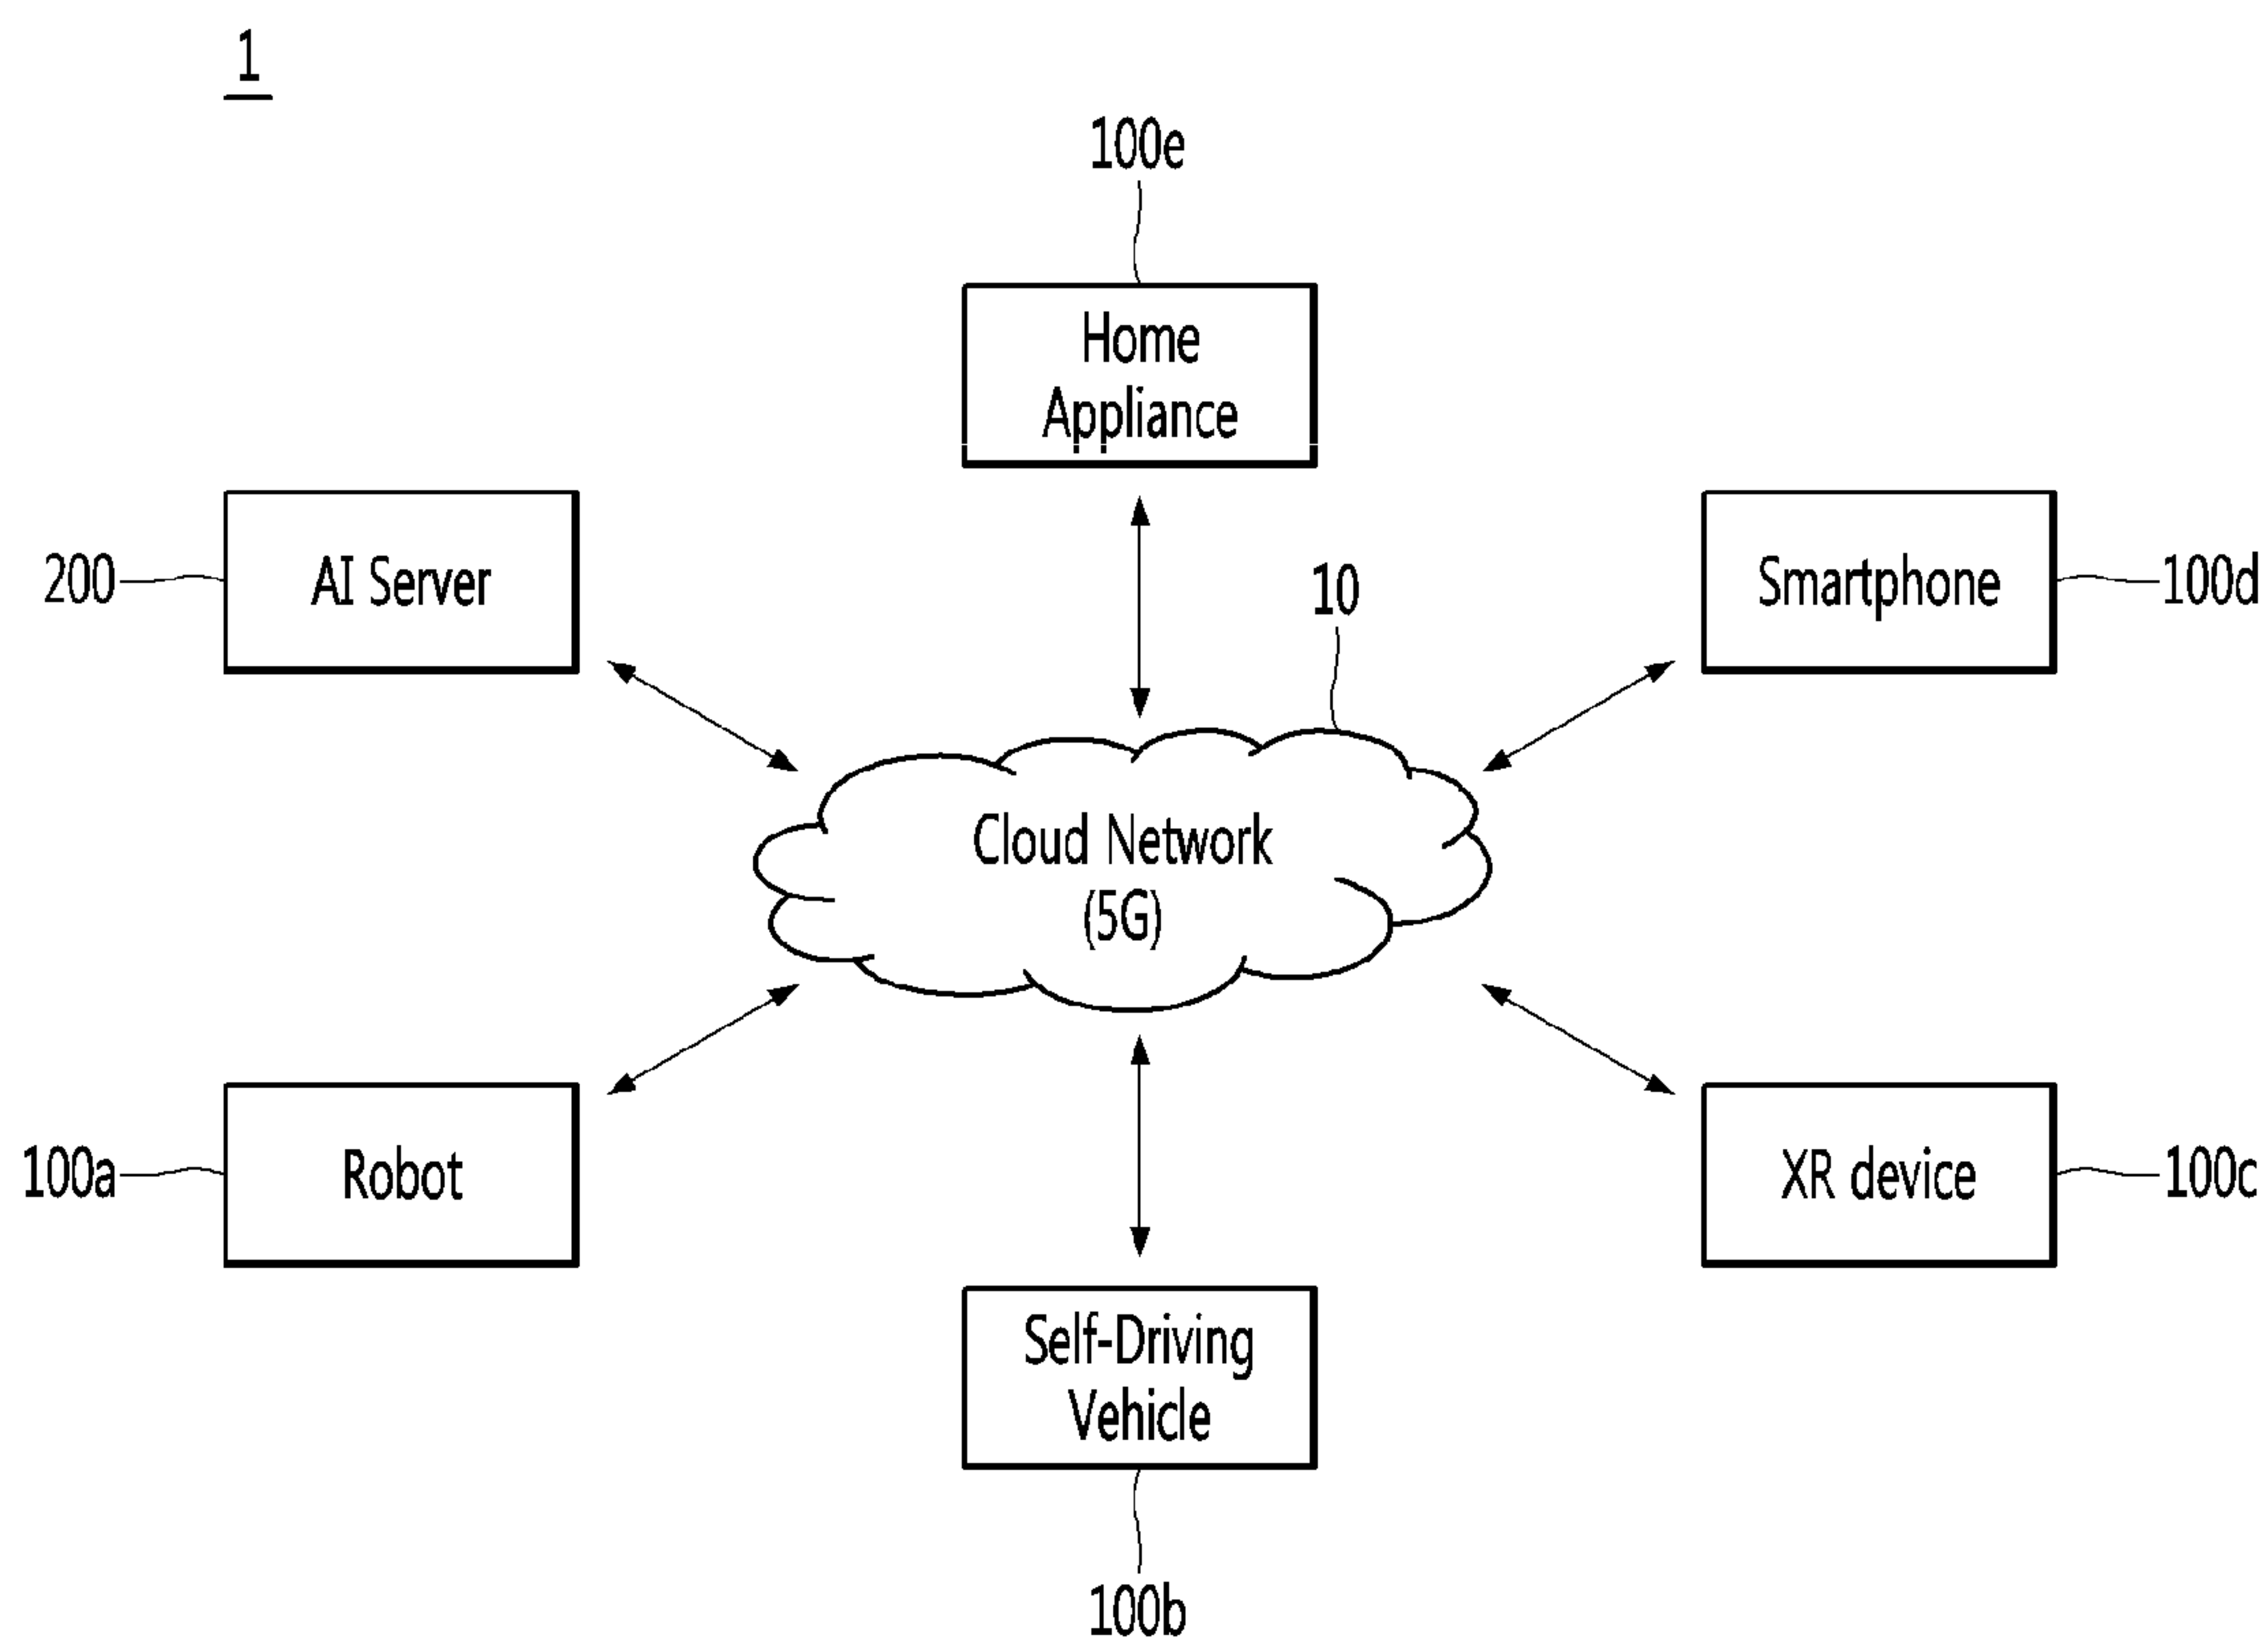 1
100e
Home
Appliance
200
AI Server
10
Smartphone
100d
Cloud Network
(5G)
100a
Robot
XR device
100c
Self-Driving
Vehicle
100b